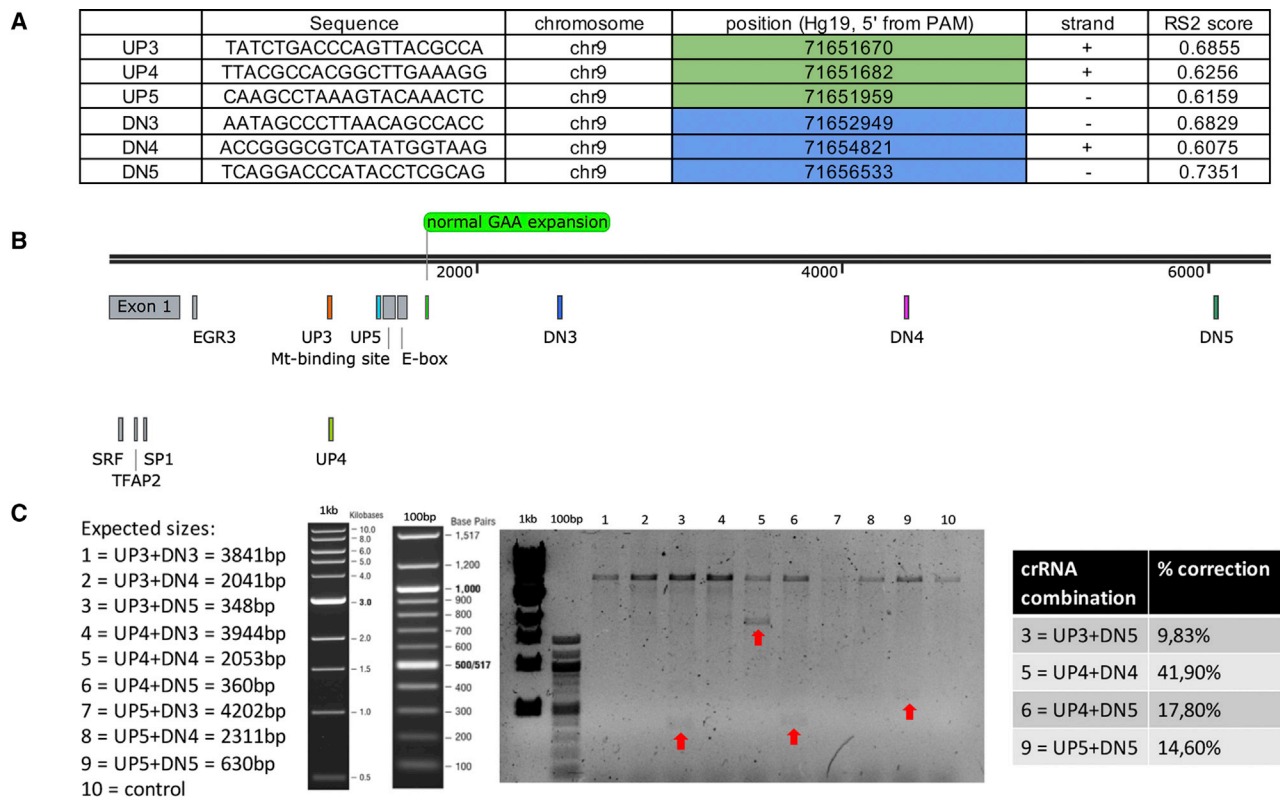 A
Sequence chromosome position (Hg19, 5' from PAM) strand RS2 score
UP3 TATCTGACCCAGTTACGCCA chr9 71651670 + 0.6855
UP4 TTACGCCACGGCTTGAAAGG chr9 71651682 + 0.6256
UP5 CAAGCCTAAAGTACAAACTC chr9 71651959 - 0.6159
DN3 AATAGCCCTTAACAGCCACC chr9 71652949 - 0.6829
DN4 ACCGGGCGTCATATGGTAAG chr9 71654821 + 0.6075
DN5 TCAGGACCCATACCTCGCAG chr9 71656533 - 0.7351
B
normal GAA expansion
2000 4000 6000
Exon 1
EGR3 UP3 UP5 DN3 DN4 DN5
Mt-binding site E-box
SRF SP1 UP4
TFAP2
C
Expected sizes:
1 = UP3+DN3 = 3841bp
2 = UP3+DN4 = 2041bp
3 = UP3+DN5 = 348bp
4 = UP4+DN3 = 3944bp
5 = UP4+DN4 = 2053bp
6 = UP4+DN5 = 360bp
7 = UP5+DN3 = 4202bp
8 = UP5+DN4 = 2311bp
9 = UP5+DN5 = 630bp
10 = control
1kb Kilobases
10.0
8.0
6.0
5.0
4.0
3.0
2.0
1.5
1.0
0.5
100bp Base Pairs
1,517
1,200
1,000
900
800
700
600
500/517
400
300
200
100
1kb 100bp 1 2 3 4 5 6 7 8 9 10
crRNA combination % correction
3 = UP3+DN5 9,83%
5 = UP4+DN4 41,90%
6 = UP4+DN5 17,80%
9 = UP5+DN5 14,60%